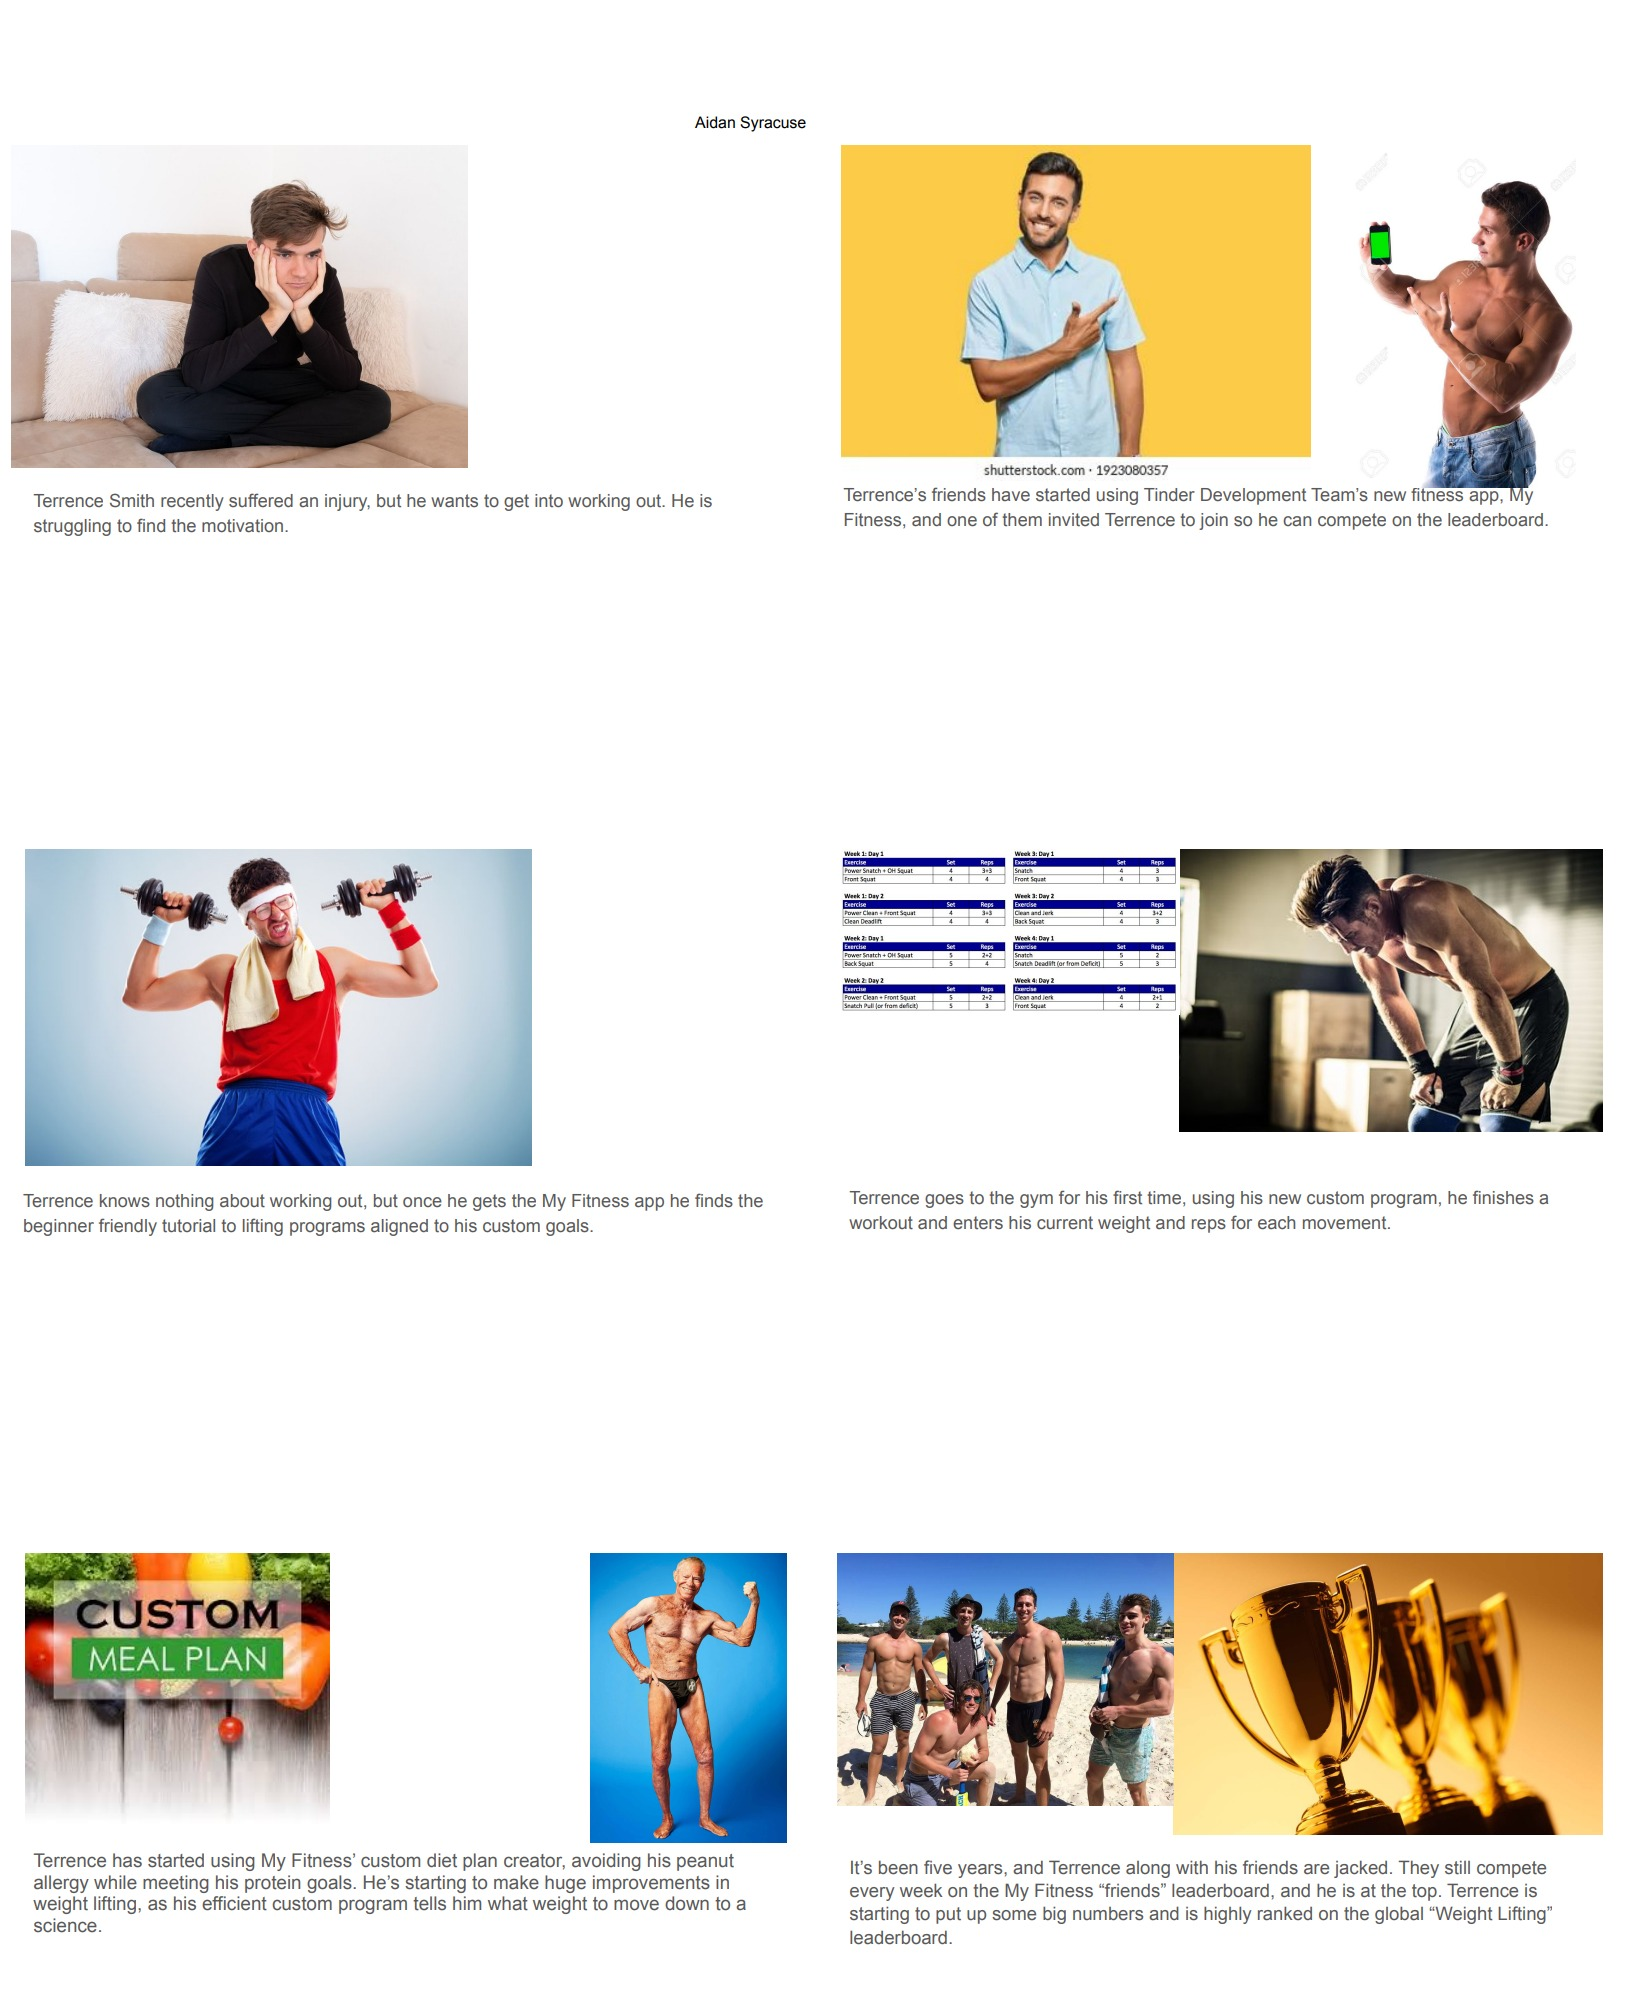 Aidan Syracuse
shutterstock.com · 1923080357
Terrence Smith recently suffered an injury, but he wants to get into working out. He is
struggling to find the motivation.
Terrence’s friends have started using Tinder Development Team’s new fitness app, My
Fitness, and one of them invited Terrence to join so he can compete on the leaderboard.
Week 1: Day 1
Exercise Set Reps
Power Snatch + OH Squat 4 3+3
Front Squat 4 4
Week 1: Day 2
Exercise Set Reps
Power Clean + Front Squat 4 3+3
Clean Deadlift 4 4
Week 2: Day 1
Exercise Set Reps
Power Snatch + OH Squat 5 2+2
Back Squat 5 4
Week 2: Day 2
Exercise Set Reps
Power Clean + Front Squat 5 2+2
Snatch Pull (or from deficit) 5 3
Week 3: Day 1
Exercise Set Reps
Snatch 4 3
Front Squat 4 3
Week 3: Day 2
Exercise Set Reps
Clean and Jerk 4 3+2
Back Squat 4 3
Week 4: Day 1
Exercise Set Reps
Snatch 5 2
Snatch Deadlift (or from Deficit) 5 3
Week 4: Day 2
Exercise Set Reps
Clean and Jerk 4 2+1
Front Squat 4 2
Terrence knows nothing about working out, but once he gets the My Fitness app he finds the
beginner friendly tutorial to lifting programs aligned to his custom goals.
Terrence goes to the gym for his first time, using his new custom program, he finishes a
workout and enters his current weight and reps for each movement.
CUSTOM
MEAL PLAN
Terrence has started using My Fitness’ custom diet plan creator, avoiding his peanut
allergy while meeting his protein goals. He’s starting to make huge improvements in
weight lifting, as his efficient custom program tells him what weight to move down to a
science.
It’s been five years, and Terrence along with his friends are jacked. They still compete
every week on the My Fitness “friends” leaderboard, and he is at the top. Terrence is
starting to put up some big numbers and is highly ranked on the global “Weight Lifting”
leaderboard.